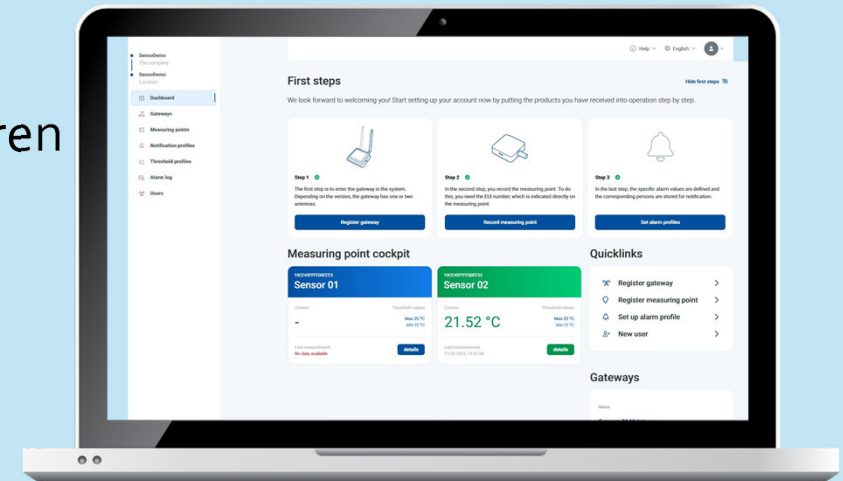 ren
SensoDemo
The company
SensoDemo
Location
Dashboard
Gateways
Measuring points
Notification profiles
Threshold profiles
Alarm log
Users
Help
English
First steps
Hide first steps
We look forward to welcoming you! Start setting up your account now by putting the products you have received into operation step by step.
Step 1
The first step is to enter the gateway in the system.
Depending on the version, the gateway has one or two
antennas.
Register gateway
Step 2
In the second step, you record the measuring point. To do
this, you need the EUI number, which is indicated directly on
the measuring point.
Record measuring point
Step 3
In the last step, the specific alarm values are defined and
the corresponding persons are stored for notification.
Set alarm profiles
Measuring point cockpit
Sensor 01
Current
Threshold values
-
Max 25 °C
Min 15 °C
Last measurement
No data available
details
Sensor 02
Current
Threshold values
21.52 °C
Max 25 °C
Min 15 °C
Last measurement
details
Quicklinks
Register gateway
Register measuring point
Set up alarm profile
New user
Gateways
Name